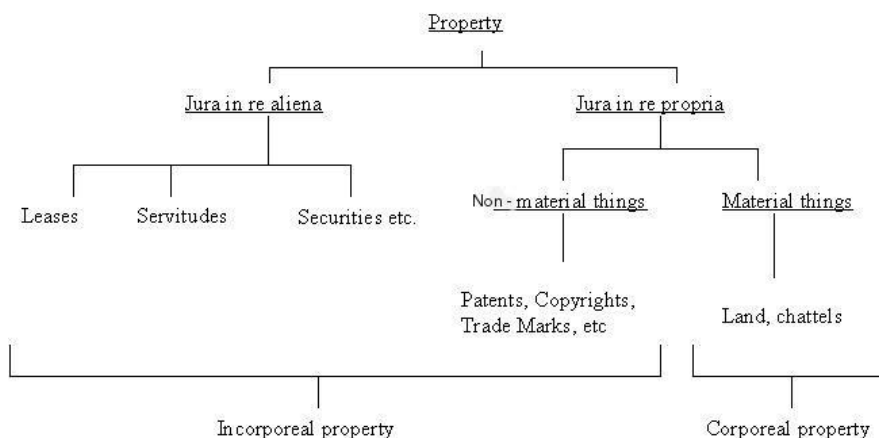 Property
Jura in re aliena
Jura in re propria
Leases
Servitudes
Securities etc.
Non - material things
Material things
Patents, Copyrights,
Trade Marks, etc
Land, chattels
Incorporeal property
Corporeal property